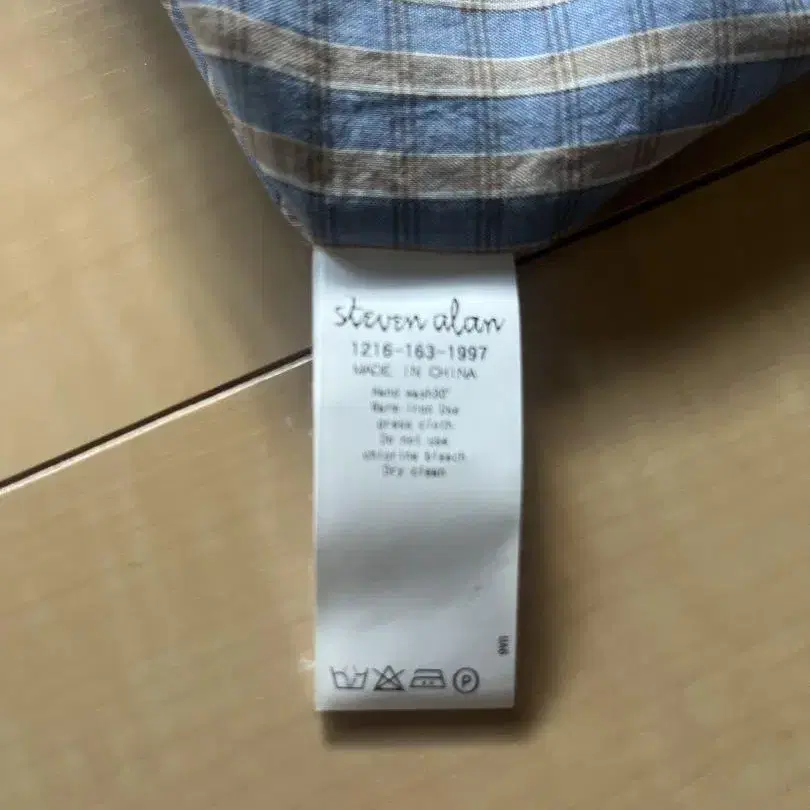 steven alan
1216-163-1997
MADE IN CHINA
Hand wash30°
Warm iron Use
press cloth.
Do not use
chlorine bleach
Dry clean
P